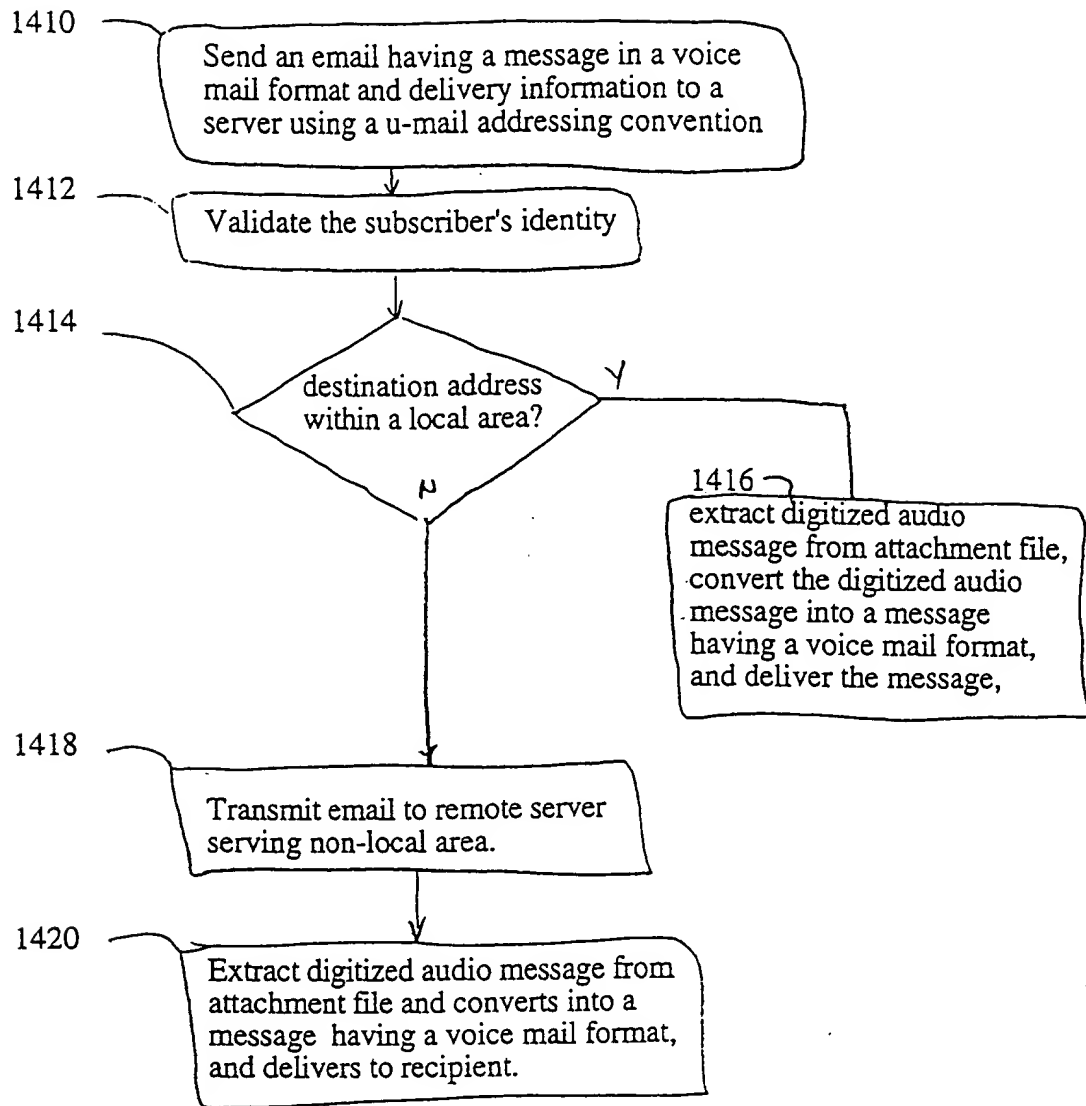 1410
Send an email having a message in a voice
mail format and delivery information to a
server using a u-mail addressing convention
1412
Validate the subscriber's identity
1414
destination address
within a local area?
Y
N
1416
extract digitized audio
message from attachment file,
convert the digitized audio
message into a message
having a voice mail format,
and deliver the message,
1418
Transmit email to remote server
serving non-local area.
1420
Extract digitized audio message from
attachment file and converts into a
message having a voice mail format,
and delivers to recipient.